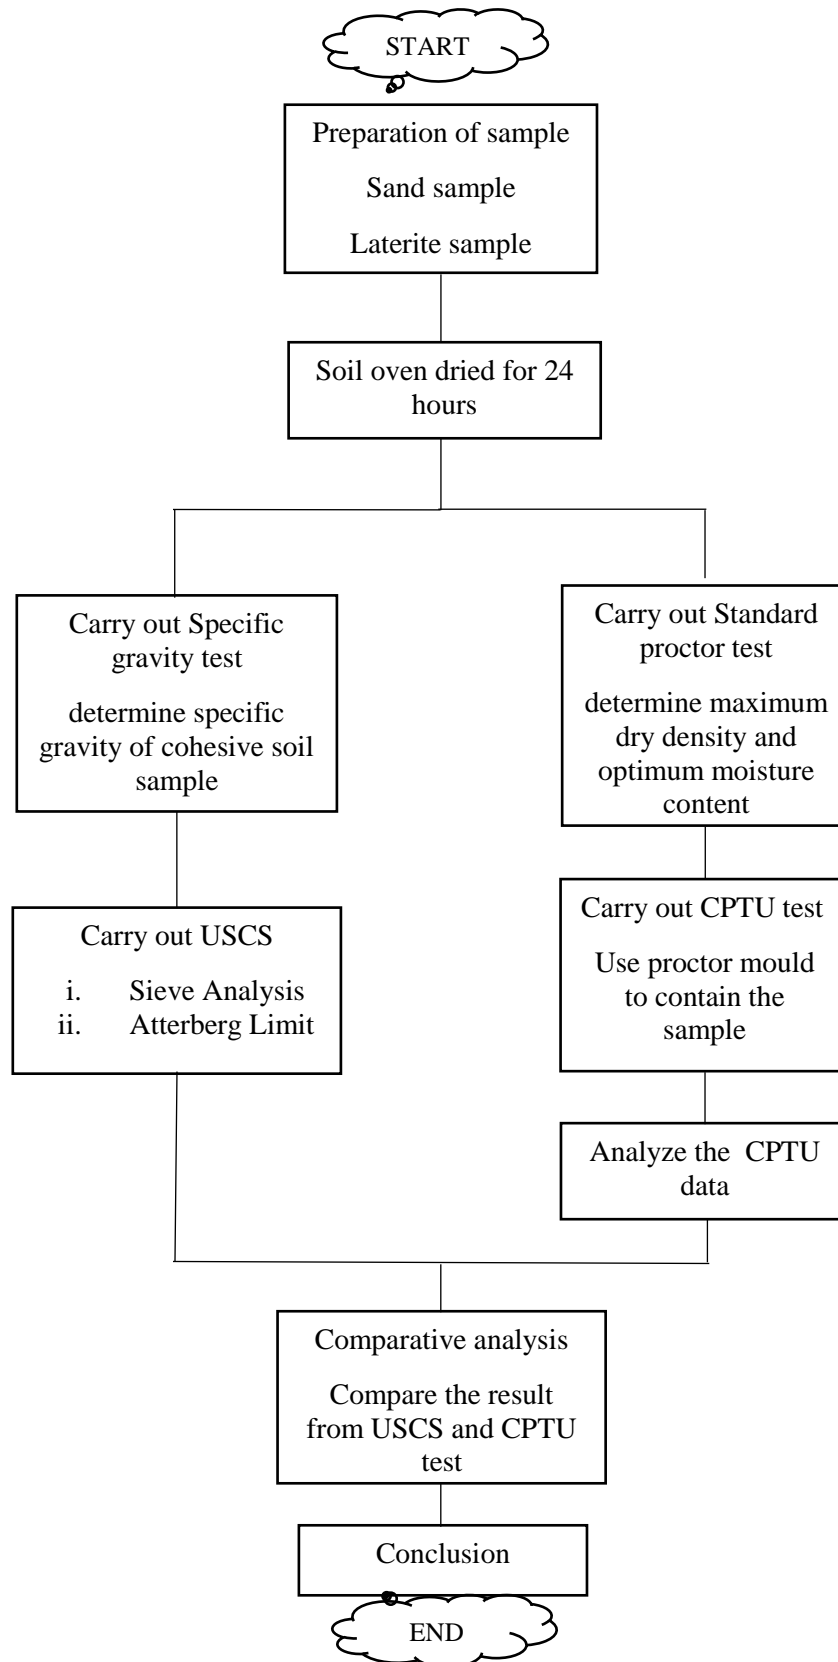 START
Preparation of sample
Sand sample
Laterite sample
Soil oven dried for 24
hours
Carry out Specific
gravity test
determine specific
gravity of cohesive soil
sample
Carry out USCS
i. Sieve Analysis
ii. Atterberg Limit
Carry out Standard
proctor test
determine maximum
dry density and
optimum moisture
content
Carry out CPTU test
Use proctor mould
to contain the
sample
Analyze the CPTU
data
Comparative analysis
Compare the result
from USCS and CPTU
test
Conclusion
END